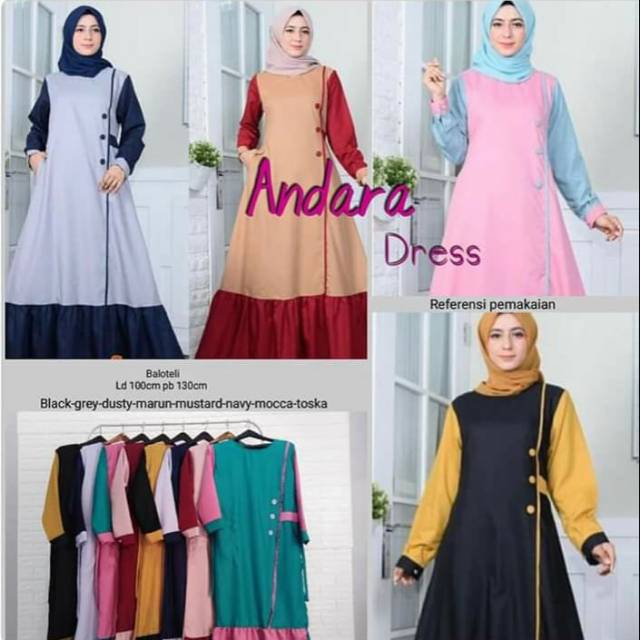 Andara
Dress
Referensi pemakaian
Baloteli
Ld 100cm pb 130cm
Black-grey-dusty-marun-mustard-navy-mocca-toska